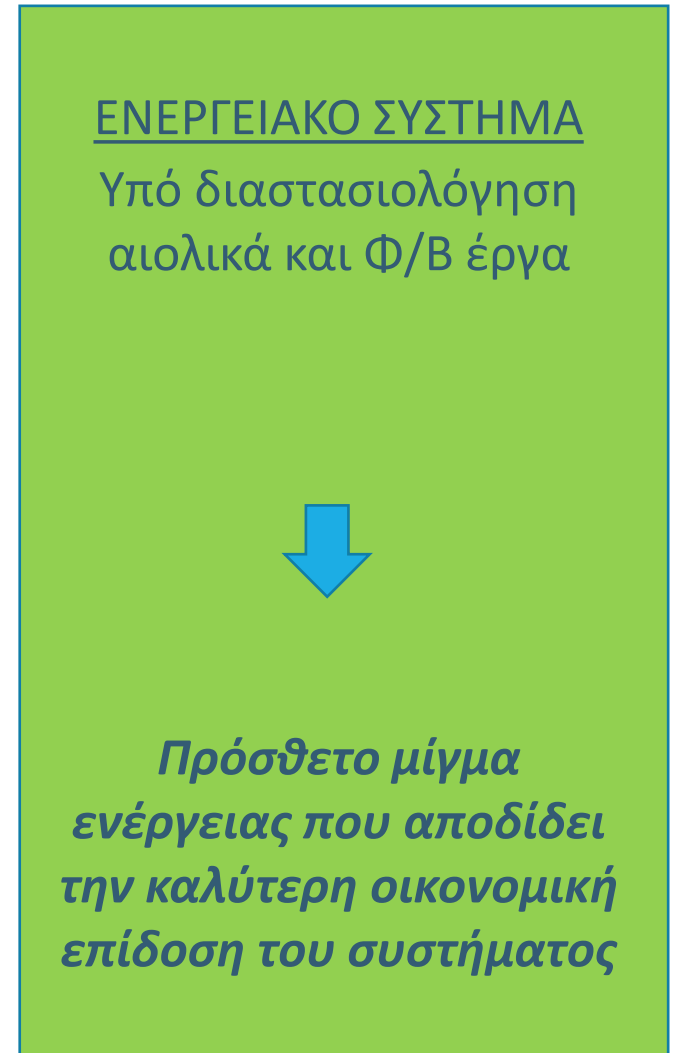 ΕΝΕΡΓΕΙΑΚΟ ΣΥΣΤΗΜΑ
Υπό διαστασιολόγηση
αιολικά και Φ/Β έργα
Πρόσθετο μίγμα
ενέργειας που αποδίδει
την καλύτερη οικονομική
επίδοση του συστήματος